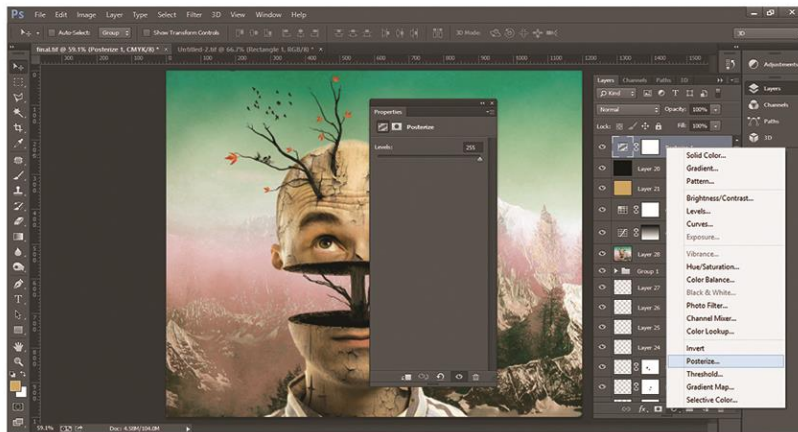 Ps File Edit Image Layer Type Select Filter 3D View Window Help
Auto-Select: Group Show Transform Controls 3D Mode: 3D
final.tif @ 59.1% (Posterize 1, CMYK/8) * × Untitled-2.tif @ 66.7% (Rectangle 1, RGB/8) * ×
Properties
Posterize
Levels: 255
Layers Channels Paths 3D
Kind
Normal Opacity: 100%
Lock: Fill: 100%
Layer 20
Layer 21
Layer 28
Group 1
Layer 27
Layer 26
Layer 25
Layer 24
Solid Color...
Gradient...
Pattern...
Brightness/Contrast...
Levels...
Curves...
Exposure...
Vibrance...
Hue/Saturation...
Color Balance...
Black & White...
Photo Filter...
Channel Mixer...
Color Lookup...
Invert
Posterize...
Threshold...
Gradient Map...
Selective Color...
Adjustments
Layers
Channels
Paths
3D
59.1% Doc: 4.50M/104.0M